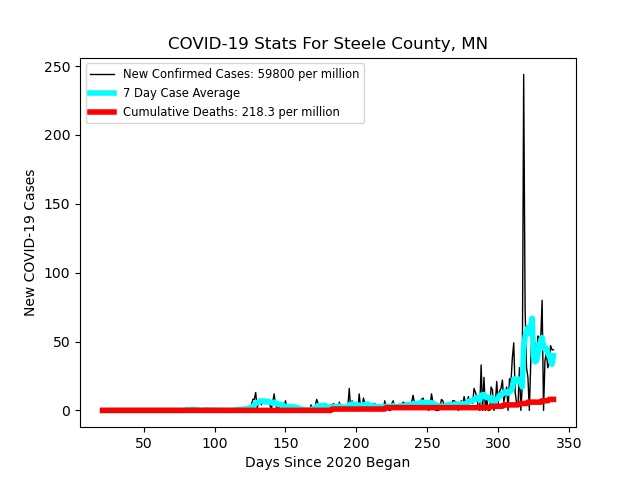 COVID-19 Stats For Steele County, MN
New Confirmed Cases: 59800 per million
7 Day Case Average
Cumulative Deaths: 218.3 per million
New COVID-19 Cases
250
200
150
100
50
0
50 100 150 200 250 300 350
Days Since 2020 Began